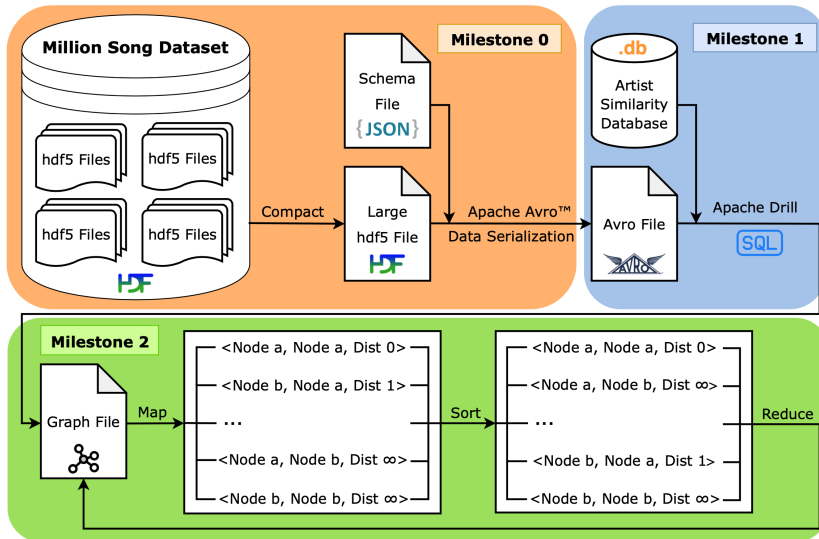 Million Song Dataset
hdf5 Files
hdf5 Files
hdf5 Files
hdf5 Files
HDF
Compact
Milestone 0
Schema
File
{JSON}
Large
hdf5 File
HDF
Apache Avro™
Data Serialization
Milestone 1
.db
Artist
Similarity
Database
Avro File
AVRO
Apache Drill
SQL
Milestone 2
Graph File
Map
<Node a, Node a, Dist 0>
<Node b, Node a, Dist 1>
...
<Node a, Node b, Dist ∞>
<Node b, Node b, Dist ∞>
Sort
<Node a, Node a, Dist 0>
<Node a, Node b, Dist ∞>
...
<Node b, Node a, Dist 1>
<Node b, Node b, Dist ∞>
Reduce